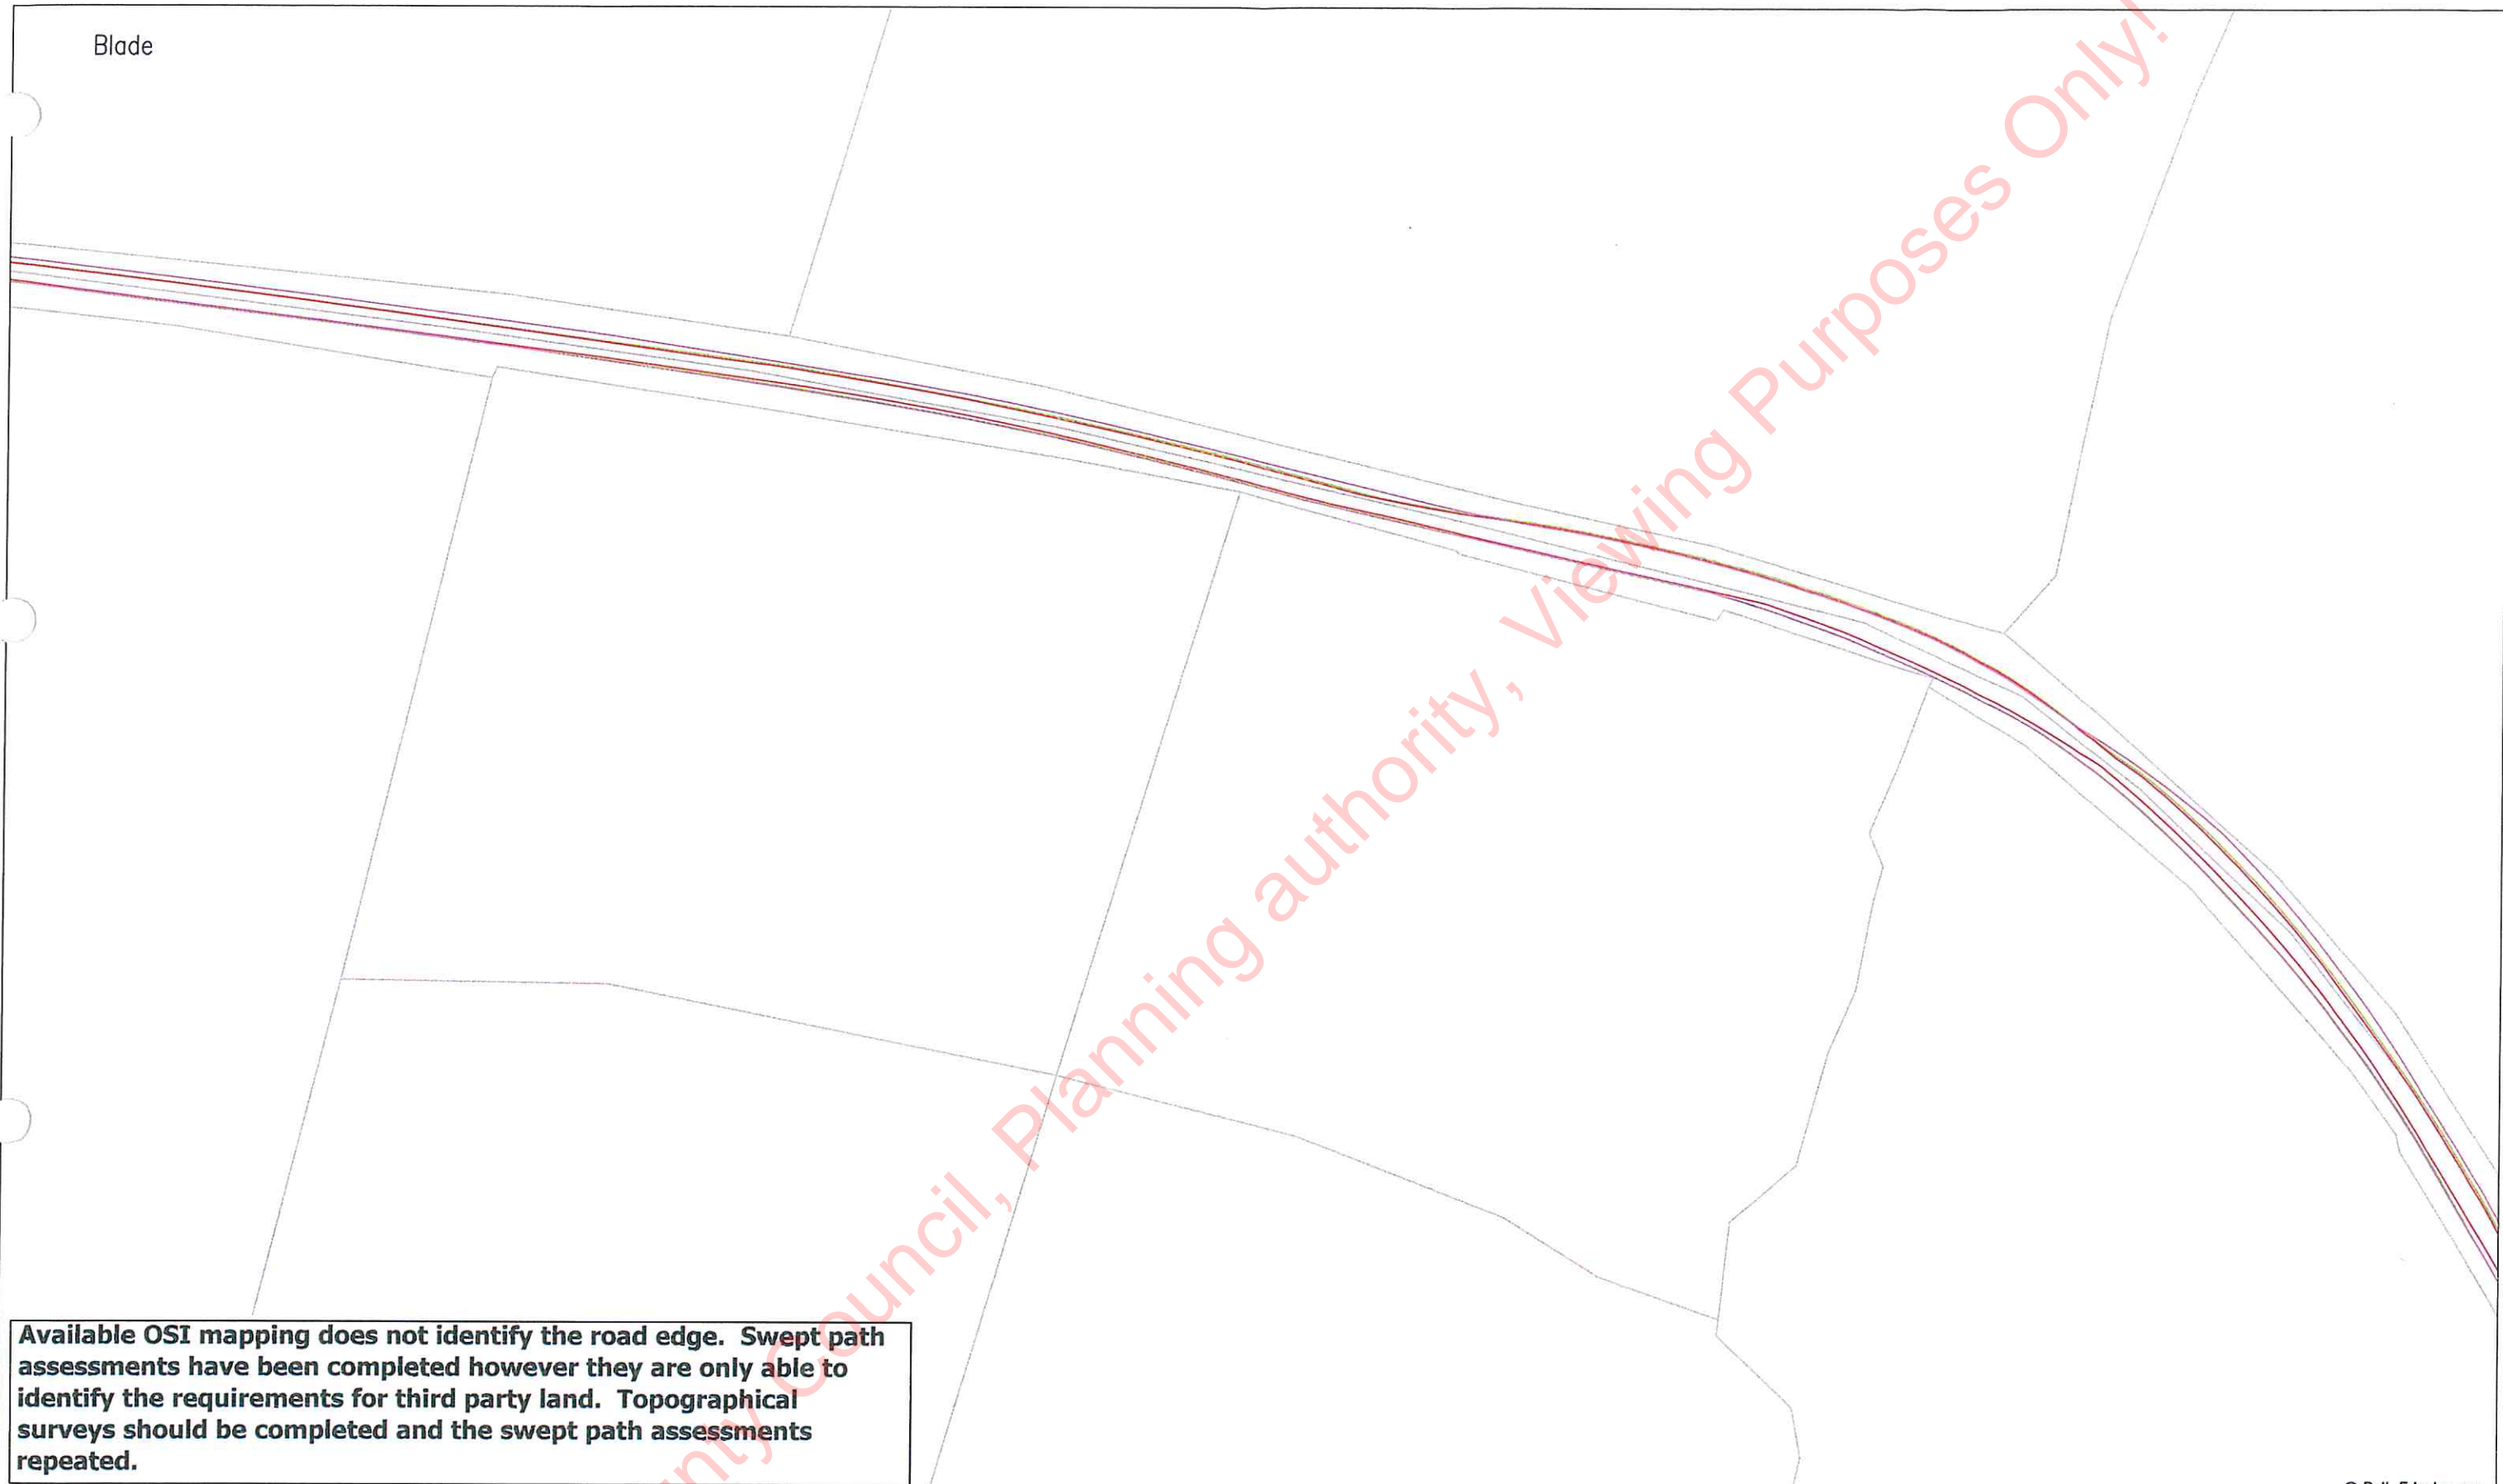 Blade
Council, Planning authority, Viewing Purposes Only!
Available OSI mapping does not identify the road edge. Swept path
assessments have been completed however they are only able to
identify the requirements for third party land. Topographical
surveys should be completed and the swept path assessments
repeated.